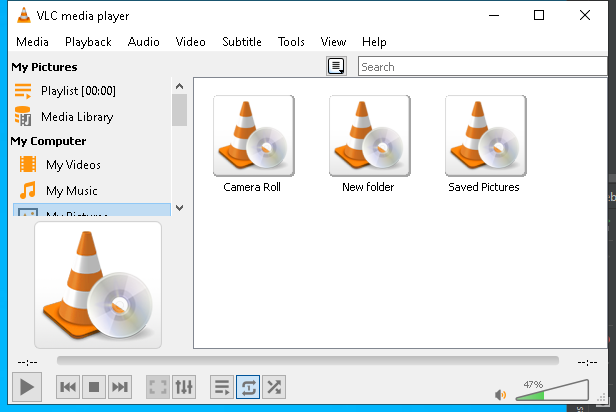 VLC media player
Media Playback Audio Video Subtitle Tools View Help
My Pictures
Search
Playlist [00:00]
Media Library
My Computer
My Videos
My Music
My Pictures
Camera Roll New folder Saved Pictures
--:-- --:--
47%